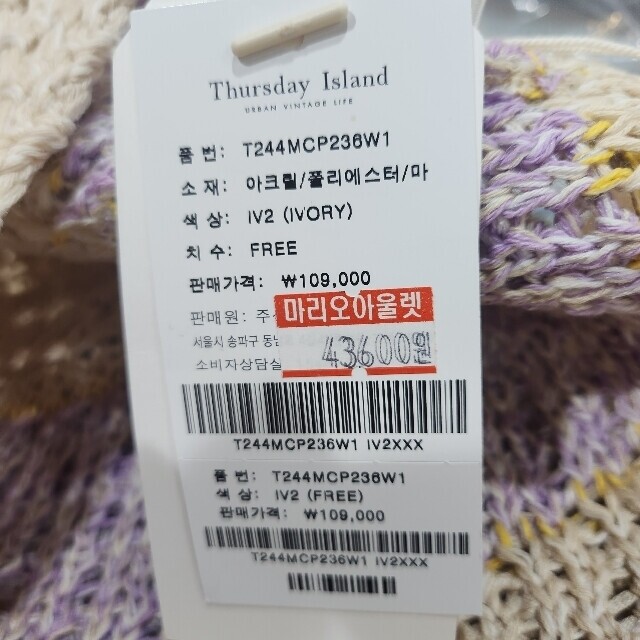 Thursday Island
URBAN VINTAGE LIFE
품 번: T244MCP236W1
소 재: 아크릴/폴리에스터/마
색 상: IV2 (IVORY)
치 수: FREE
판매가격: ₩109,000
마리오아울렛
판매원: 주
43600원
서울시 송파구
소비자상담실
T244MCP236W1 IV2XXX
품 번: T244MCP236W1
색 상: IV2 (FREE)
판매가격: ₩109,000
T244MCP236W1 IV2XXX